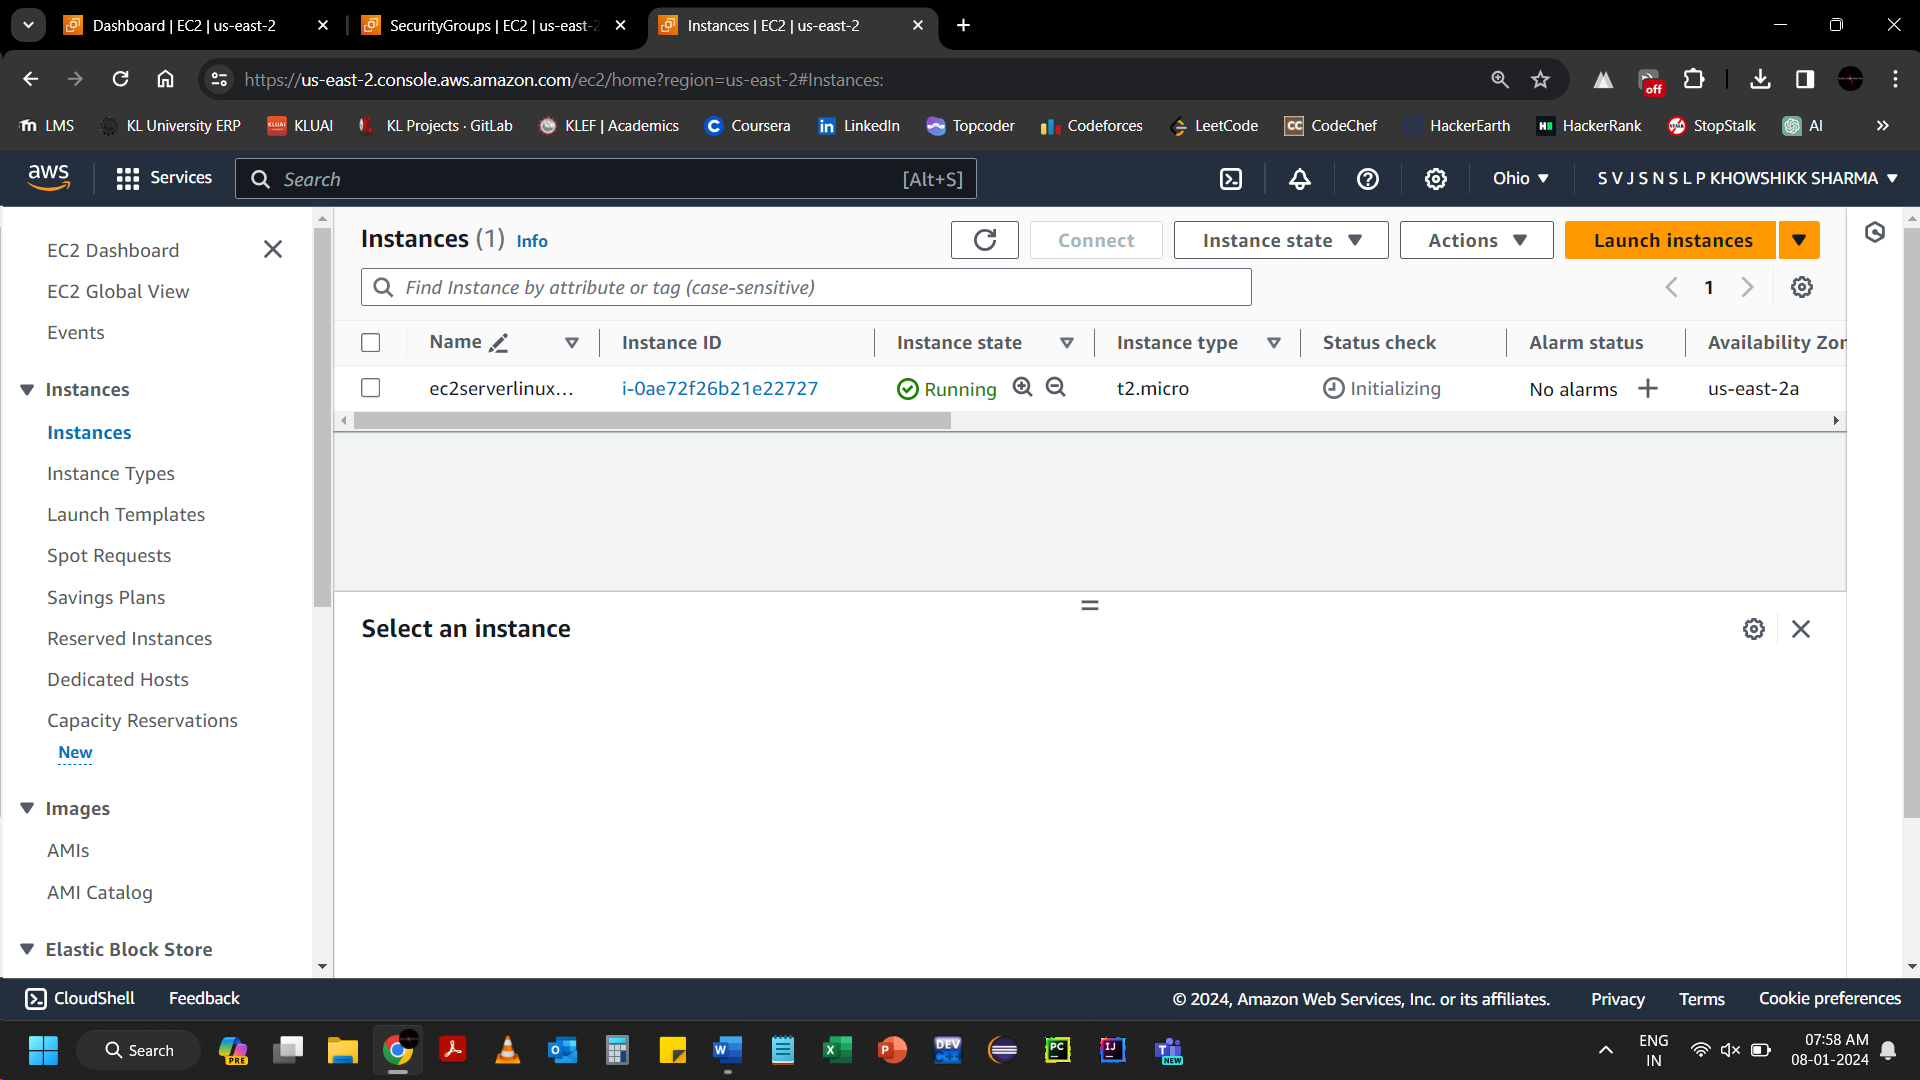 Dashboard | EC2 | us-east-2
SecurityGroups | EC2 | us-east-2
Instances | EC2 | us-east-2
https://us-east-2.console.aws.amazon.com/ec2/home?region=us-east-2#Instances:
off
LMS
KL University ERP
KLUAI
KL Projects · GitLab
KLEF | Academics
Coursera
LinkedIn
Topcoder
Codeforces
LeetCode
CodeChef
HackerEarth
HackerRank
StopStalk
AI
aws
Services
Search
[Alt+S]
Ohio
S V J S N S L P KHOWSHIKK SHARMA
EC2 Dashboard
EC2 Global View
Events
Instances
Instances
Instance Types
Launch Templates
Spot Requests
Savings Plans
Reserved Instances
Dedicated Hosts
Capacity Reservations
New
Images
AMIs
AMI Catalog
Elastic Block Store
Instances (1) Info
Connect
Instance state
Actions
Launch instances
Find Instance by attribute or tag (case-sensitive)
1
Name
Instance ID
Instance state
Instance type
Status check
Alarm status
Availability Zon
ec2serverlinux...
i-0ae72f26b21e22727
Running
t2.micro
Initializing
No alarms
us-east-2a
Select an instance
CloudShell
Feedback
© 2024, Amazon Web Services, Inc. or its affiliates.
Privacy
Terms
Cookie preferences
Search
PRE
DEV
PC
IJ
NEW
ENG
IN
07:58 AM
08-01-2024